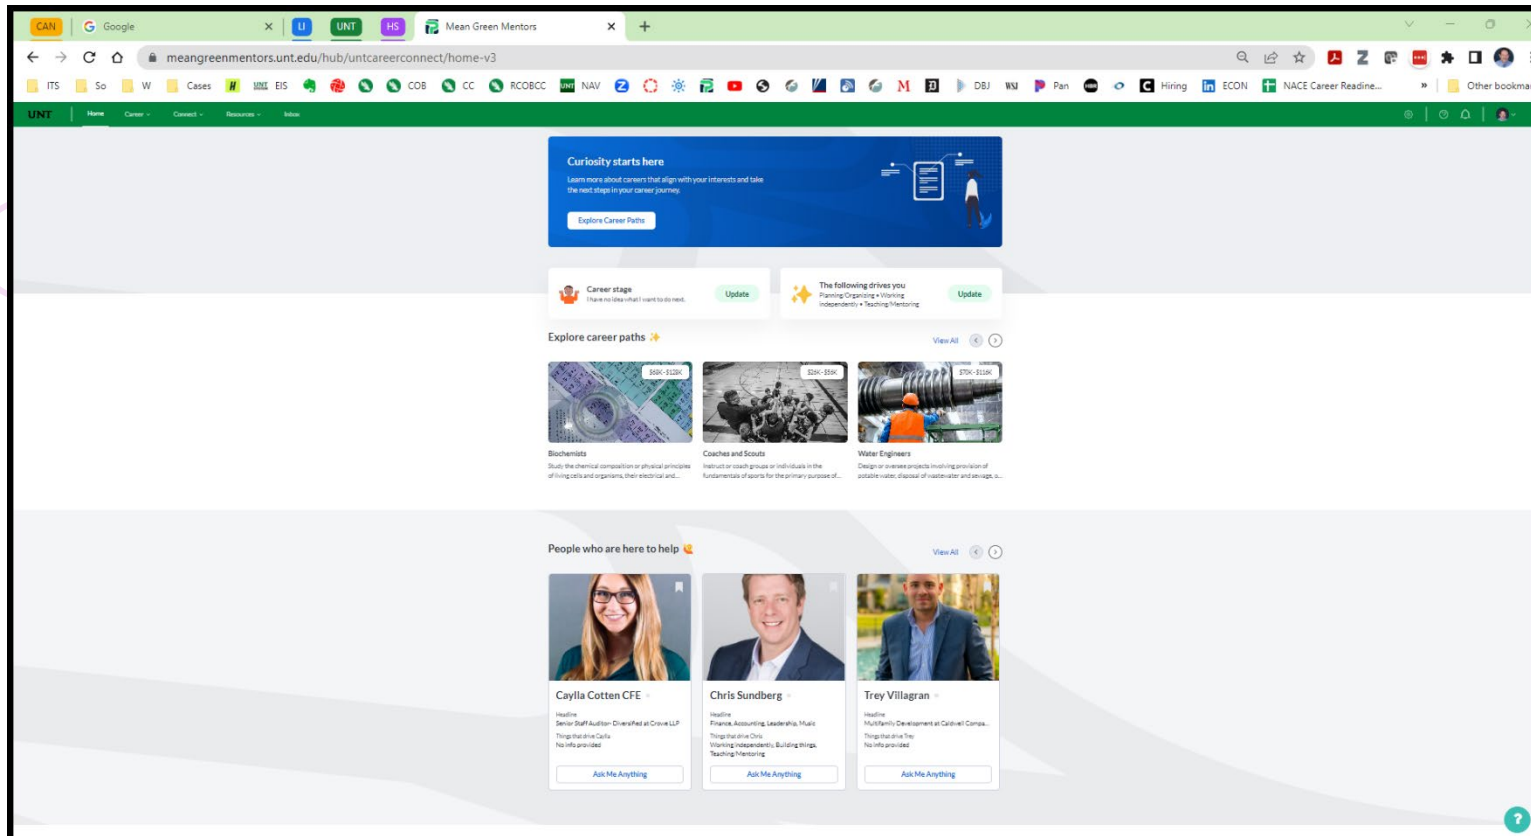 CAN
Google
LI
UNT
HS
Mean Green Mentors
meangreenmentors.unt.edu/hub/untcareerconnect/home-v3
ITS So W Cases EIS COB CC RCOBCC NAV DBJ WSJ Pan HBR Hiring ECON NACE Career Readine... » Other bookmar
UNT Home Career Connect Resources Inbox
Curiosity starts here
Learn more about careers that align with your interests and take
the next steps in your career journey.
Explore Career Paths
Career stage
I have no idea what I want to do next.
Update
The following drives you
Planning/Organizing • Working
independently • Teaching/Mentoring
Update
Explore career paths
View All
$26K - $56K
$70K - $116K
Biochemists
Study the chemical composition or physical principles
of living cells and organisms, their electrical and...
Coaches and Scouts
Instruct or coach groups or individuals in the
fundamentals of sports for the primary purpose of...
Water Engineers
Design or oversee projects involving provision of
potable water, disposal of wastewater and sewage, o...
People who are here to help
View All
Caylla Cotten CFE
Headline
Senior Staff Auditor- Diversified at Crowe LLP
Things that drive Caylla
No info provided
Ask Me Anything
Chris Sundberg
Headline
Finance, Accounting, Leadership, Music
Things that drive Chris
Working independently, Building things,
Teaching/Mentoring
Ask Me Anything
Trey Villagran
Headline
Multifamily Development at Caldwell Compa...
Things that drive Trey
No info provided
Ask Me Anything
?